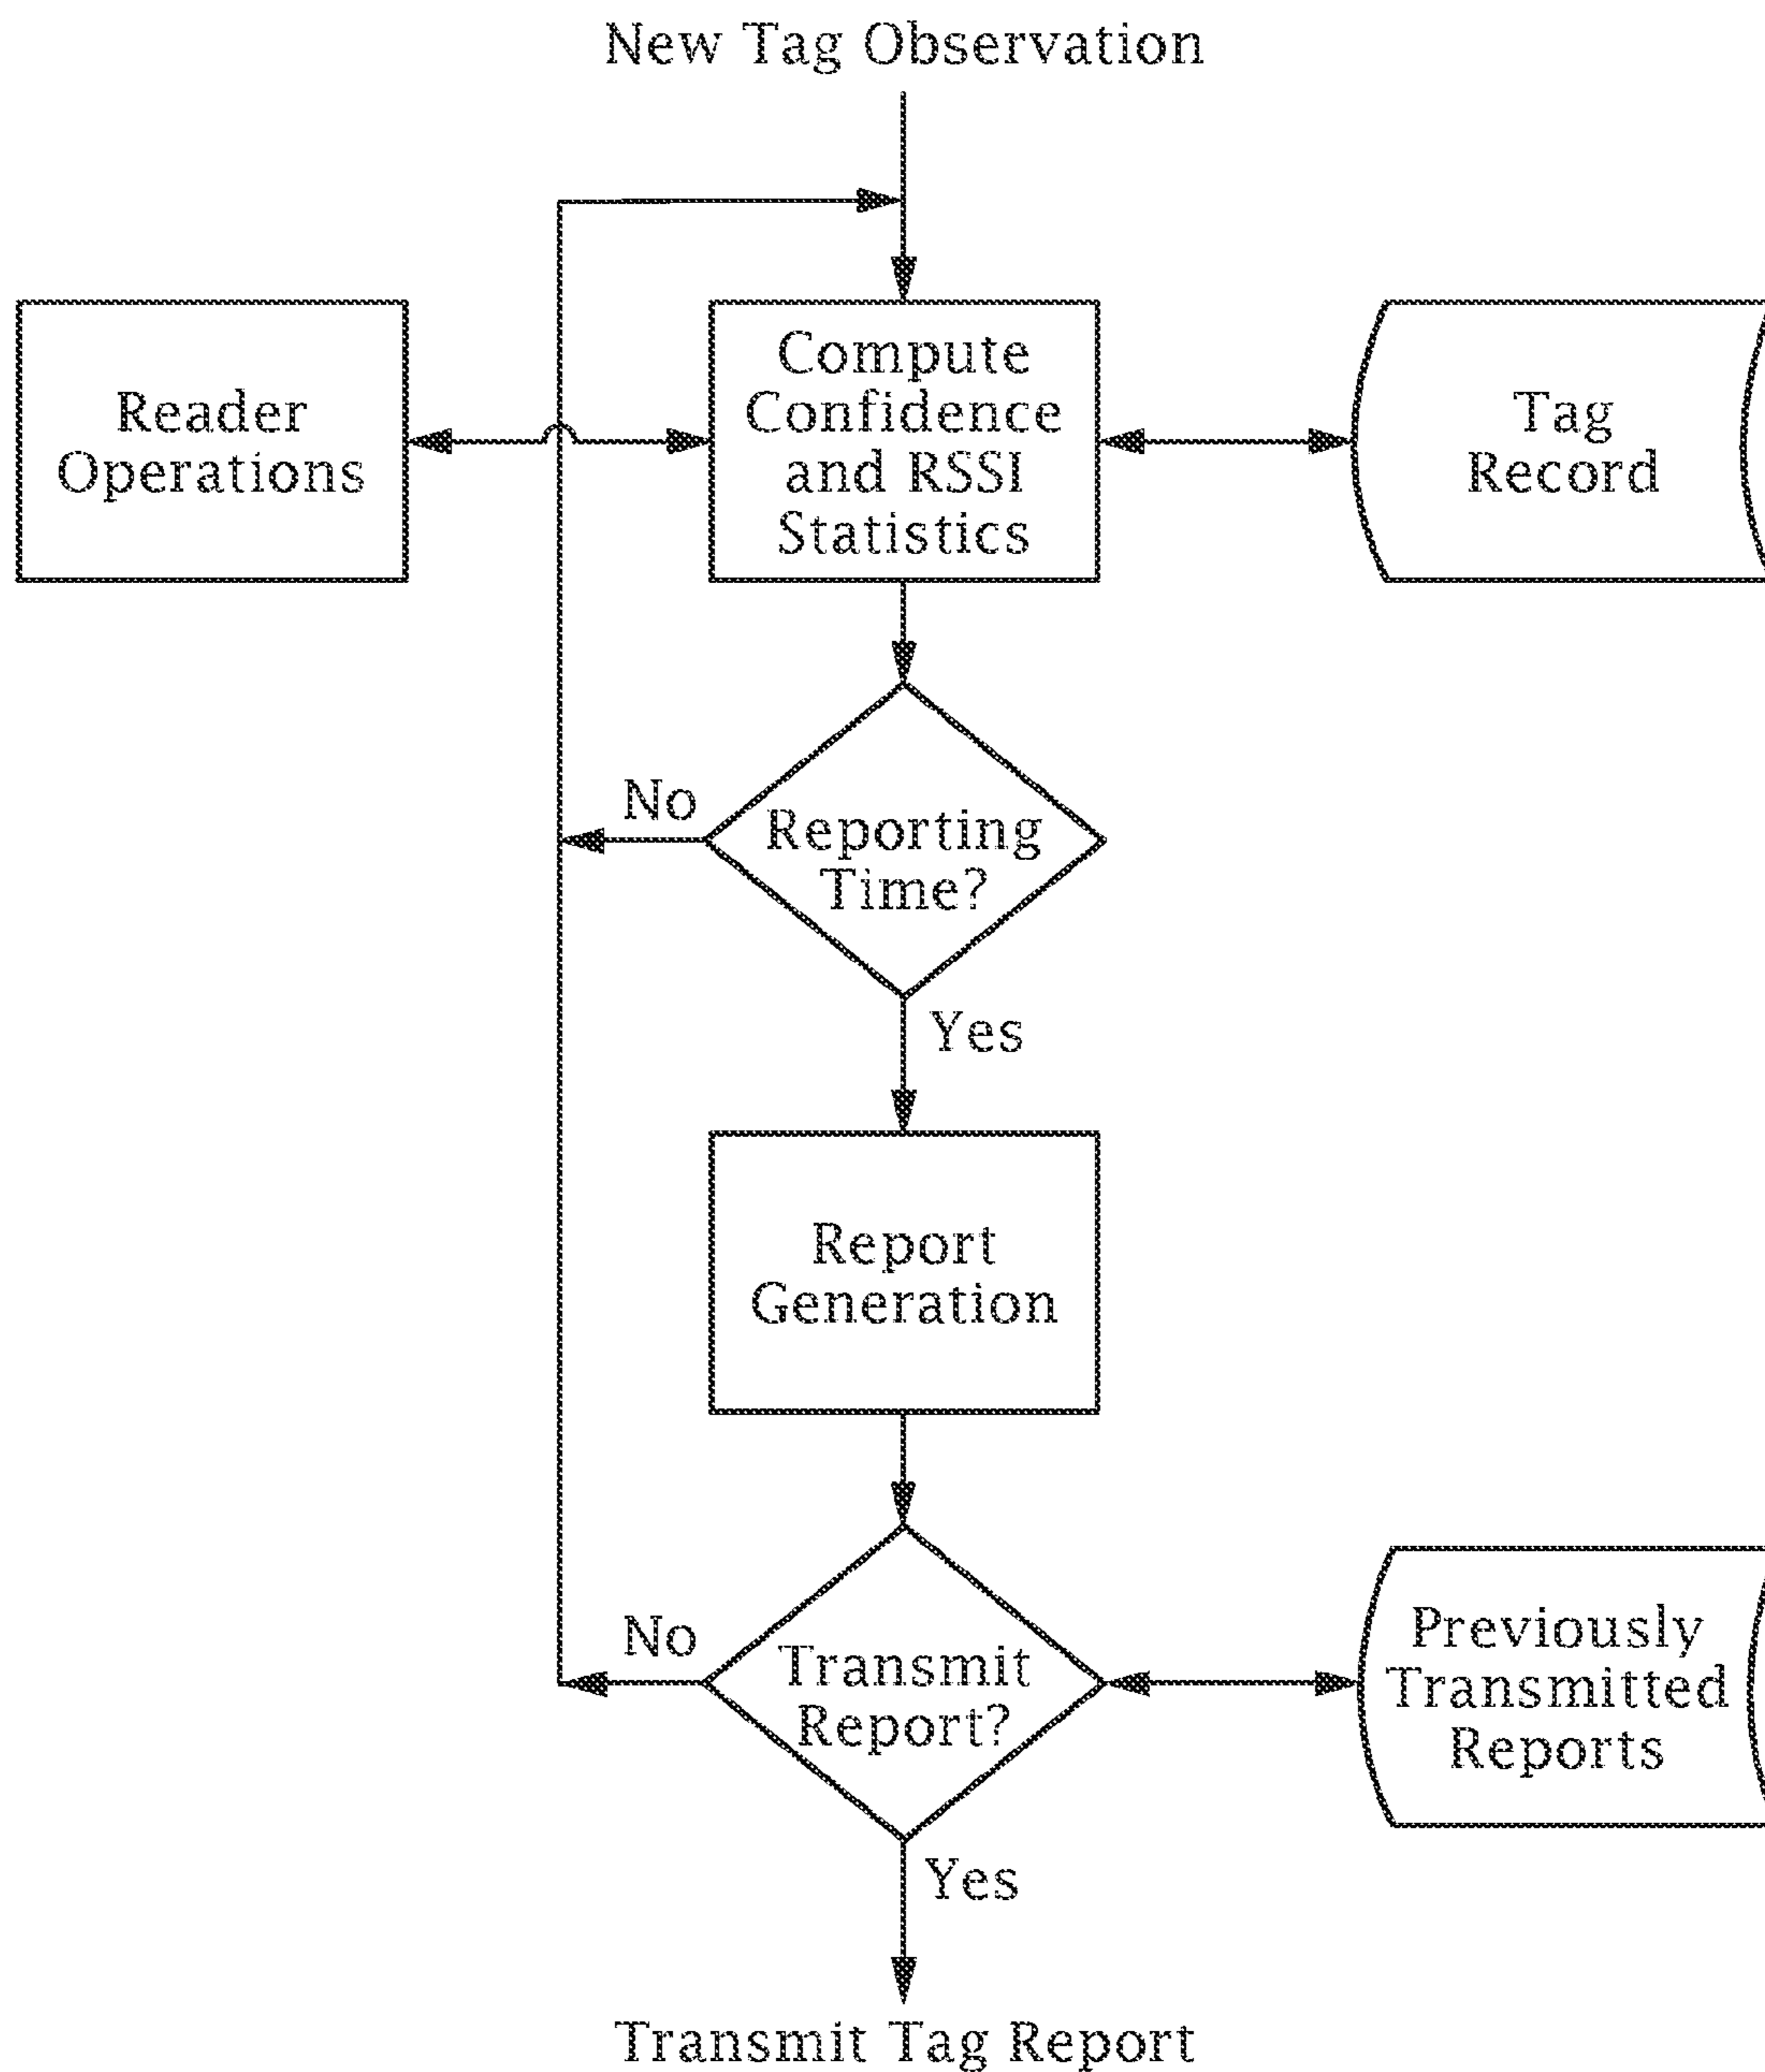 New Tag Observation
Reader
Operations
Compute
Confidence
and RSSI
Statistics
Tag
Record
No
Reporting
Time?
Yes
Report
Generation
No
Transmit
Report?
Previously
Transmitted
Reports
Yes
Transmit Tag Report